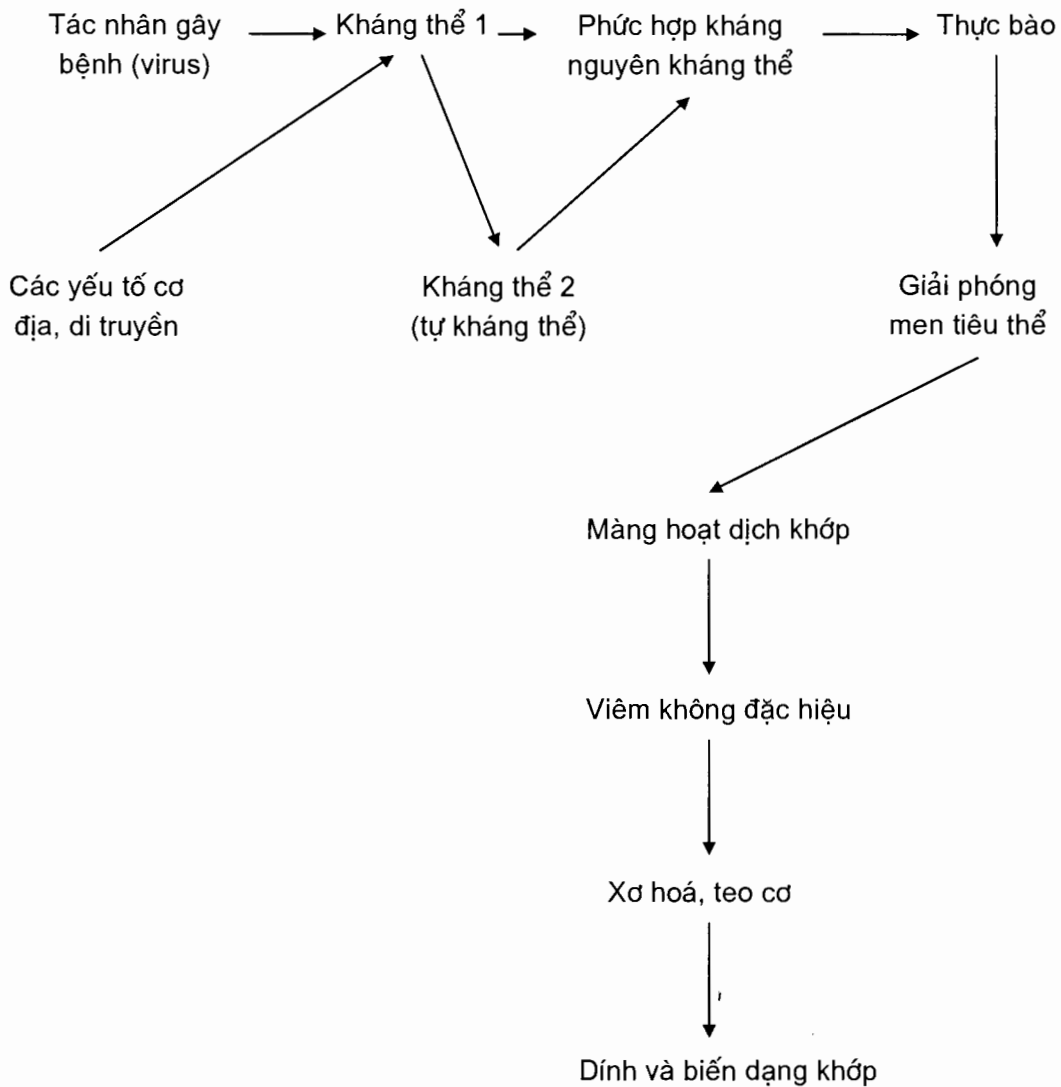 Tác nhân gây
bệnh (virus)
Kháng thể 1
Phức hợp kháng
nguyên kháng thể
Thực bào
Các yếu tố cơ
địa, di truyền
Kháng thể 2
(tự kháng thể)
Giải phóng
men tiêu thể
Màng hoạt dịch khớp
Viêm không đặc hiệu
Xơ hoá, teo cơ
Dính và biến dạng khớp